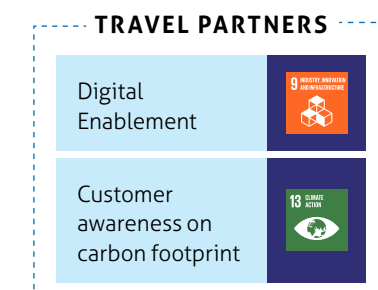 TRAVEL PARTNERS
Digital
Enablement
9 INDUSTRY, INNOVATION
AND INFRASTRUCTURE
Customer
awareness on
carbon footprint
13 CLIMATE
ACTION